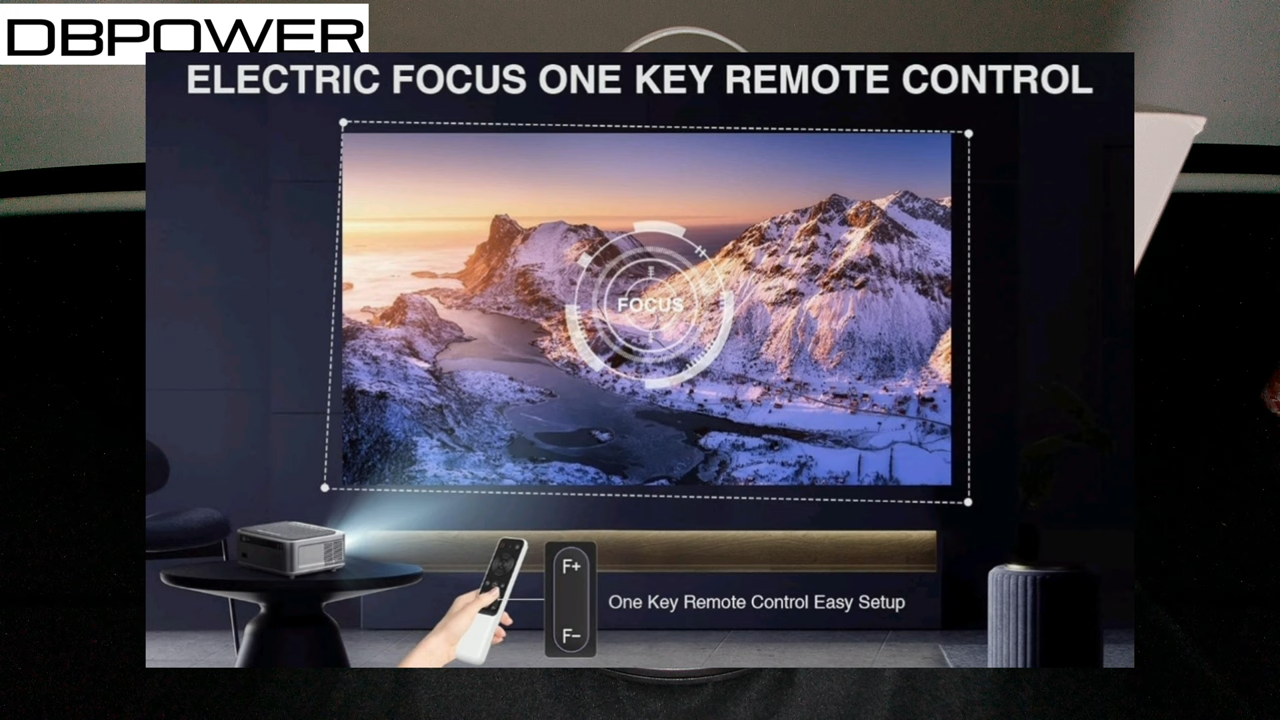 DBPOWER
ELECTRIC FOCUS ONE KEY REMOTE CONTROL
FOCUS
F+
One Key Remote Control Easy Setup
F−